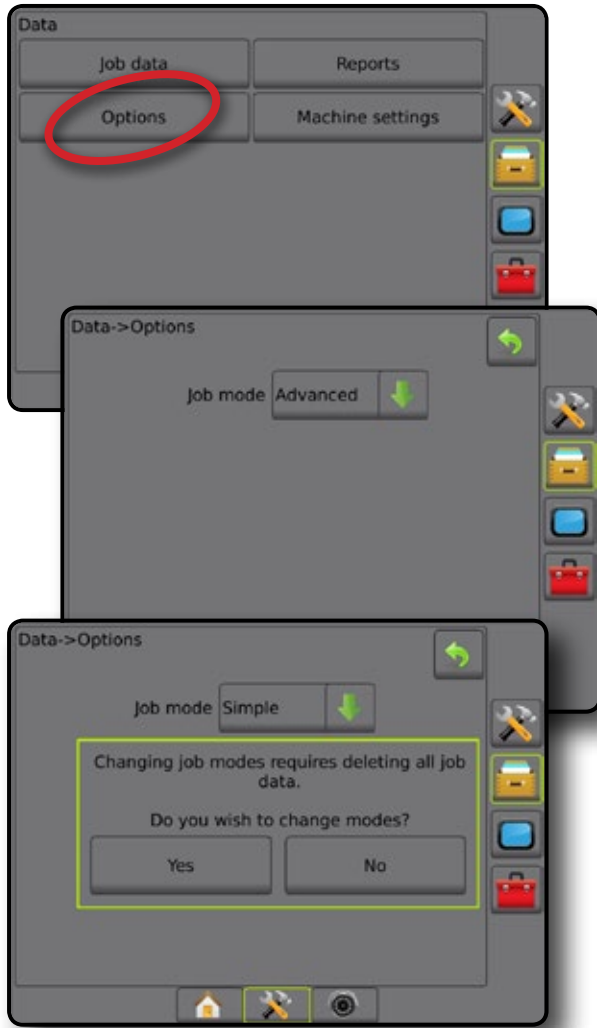 Data
Job data Reports
Options Machine settings
Data->Options
Job mode Advanced
Data->Options
Job mode Simple
Changing job modes requires deleting all job
data.
Do you wish to change modes?
Yes No